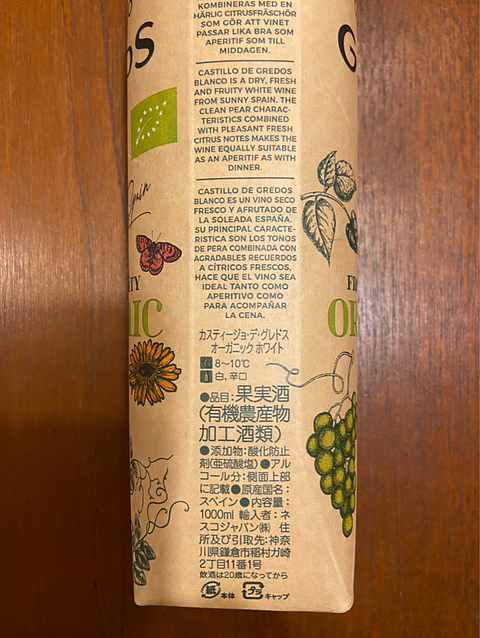 KOMBINERAS MED EN
HÄRLIG CITRUSFRÄSCHÖR
SOM GÖR ATT VINET
PASSAR LIKA BRA SOM
APERITIF SOM TILL
MIDDAGEN.
CASTILLO DE GREDOS
BLANCO IS A DRY, FRESH
AND FRUITY WHITE WINE
FROM SUNNY SPAIN. THE
CLEAN PEAR CHARAC-
TERISTICS COMBINED
WITH PLEASANT FRESH
CITRUS NOTES MAKES THE
WINE EQUALLY SUITABLE
AS AN APERITIF AS WITH
DINNER.
CASTILLO DE GREDOS
BLANCO ES UN VINO SECO
FRESCO Y AFRUTADO DE
LA SOLEADA ESPAÑA.
SU PRINCIPAL CARACTE-
RISTICA SON LOS TONOS
DE PERA COMBINADA CON
AGRADABLES RECUERDOS
A CÍTRICOS FRESCOS,
HACE QUE EL VINO SEA
IDEAL TANTO COMO
APERITIVO COMO
PARA ACOMPAÑAR
LA CENA.
カスティージョ・デ・グレドス
オーガニック ホワイト
8~10℃
白、辛口
●品目:果実酒
(有機農産物
加工酒類)
●添加物:酸化防止
剤(亜硫酸塩)●アル
コール分:側面上部
に記載●原産国名:
スペイン●内容量:
1000ml 輸入者:ネ
スコジャパン㈱ 住
所及び引取先:神奈
川県鎌倉市稲村ガ崎
2丁目11番1号
飲酒は20歳になってから
紙 本体 プラ キャップ